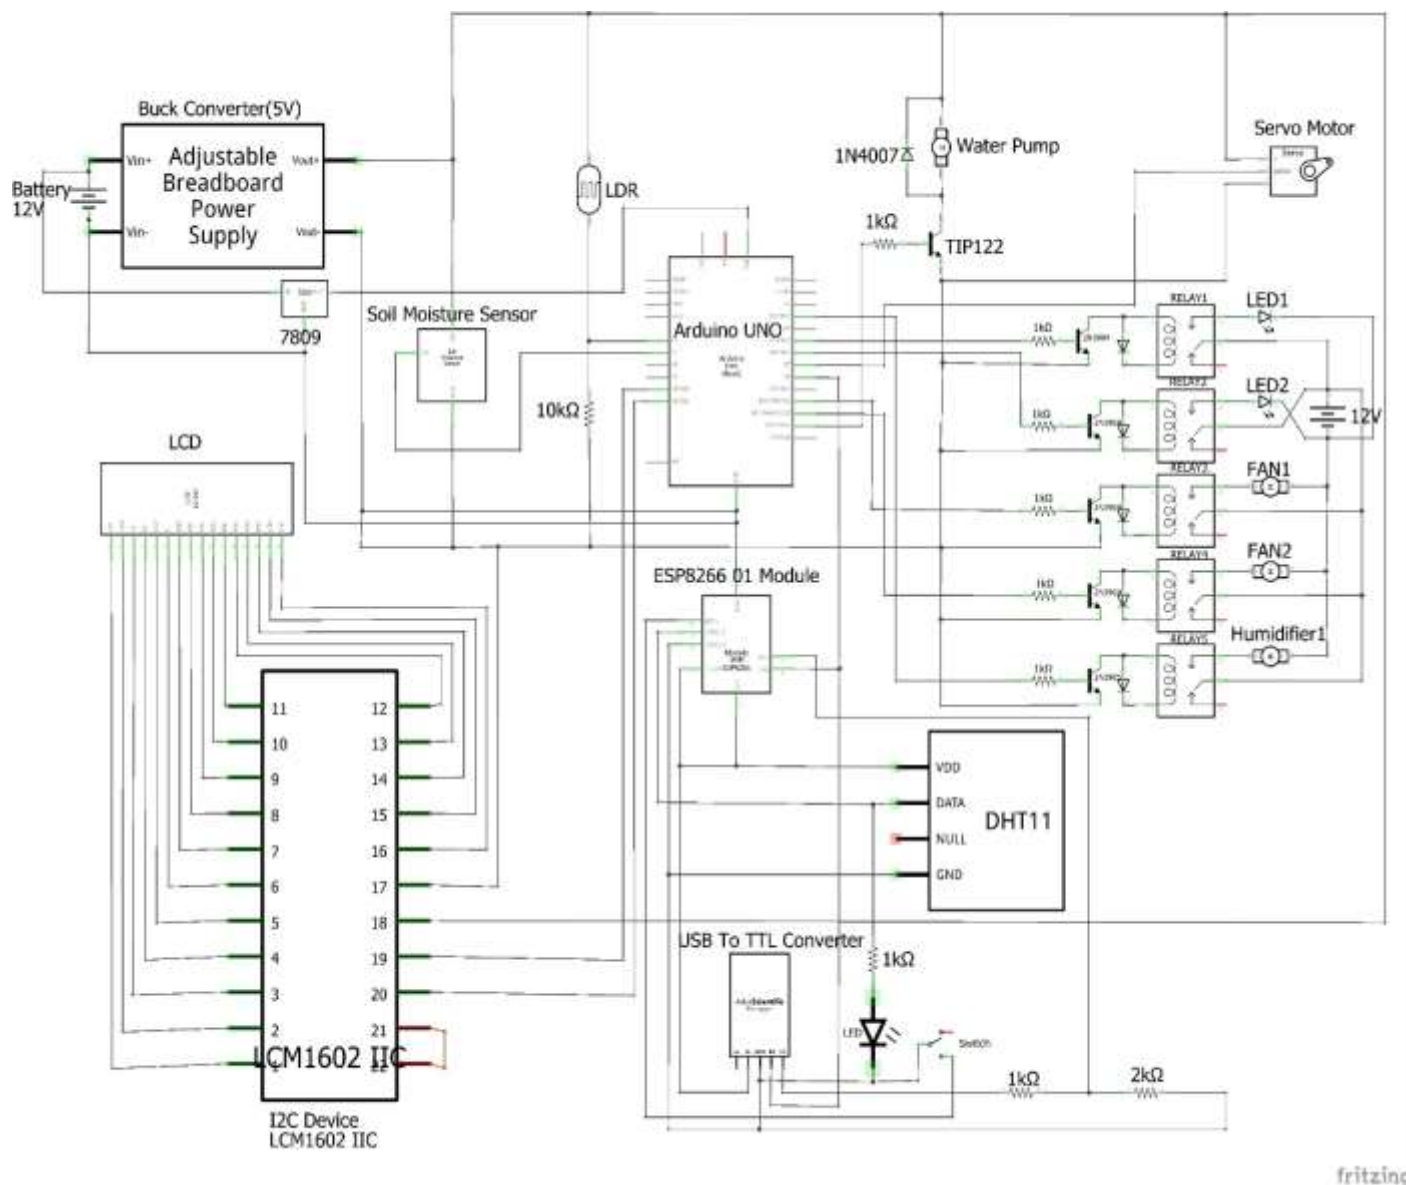 Buck Converter(5V)
Adjustable
Breadboard
Power
Supply
Vin+
Vin-
Vout+
Vout-
Battery
12V
7809
LDR
Soil Moisture Sensor
10kΩ
Arduino UNO
1N4007
Water Pump
1kΩ
TIP122
Servo Motor
Servo
RELAY1
LED1
1kΩ
RELAY2
LED2
1kΩ
12V
RELAY3
FAN1
1kΩ
RELAY4
FAN2
1kΩ
RELAY5
Humidifier1
1kΩ
LCD
ESP8266 01 Module
11
10
9
8
7
6
5
4
3
2
1
12
13
14
15
16
17
18
19
20
21
22
LCM1602 IIC
I2C Device
LCM1602 IIC
VDD
DATA
NULL
GND
DHT11
USB To TTL Converter
1kΩ
LED
Switch
1kΩ
2kΩ
fritzing